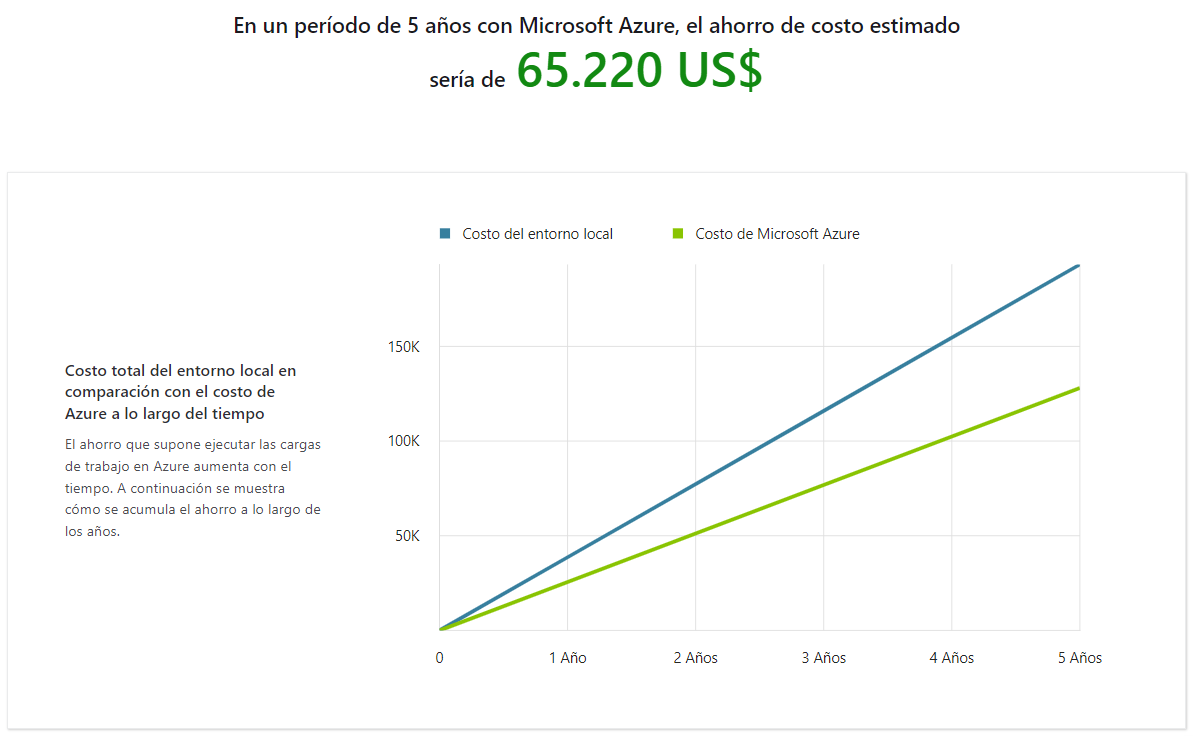 En un período de 5 años con Microsoft Azure, el ahorro de costo estimado
sería de 65.220 US$
Costo del entorno local
Costo de Microsoft Azure
Costo total del entorno local en
comparación con el costo de
Azure a lo largo del tiempo
El ahorro que supone ejecutar las cargas
de trabajo en Azure aumenta con el
tiempo. A continuación se muestra
cómo se acumula el ahorro a lo largo de
los años.
150K
100K
50K
0
1 Año
2 Años
3 Años
4 Años
5 Años